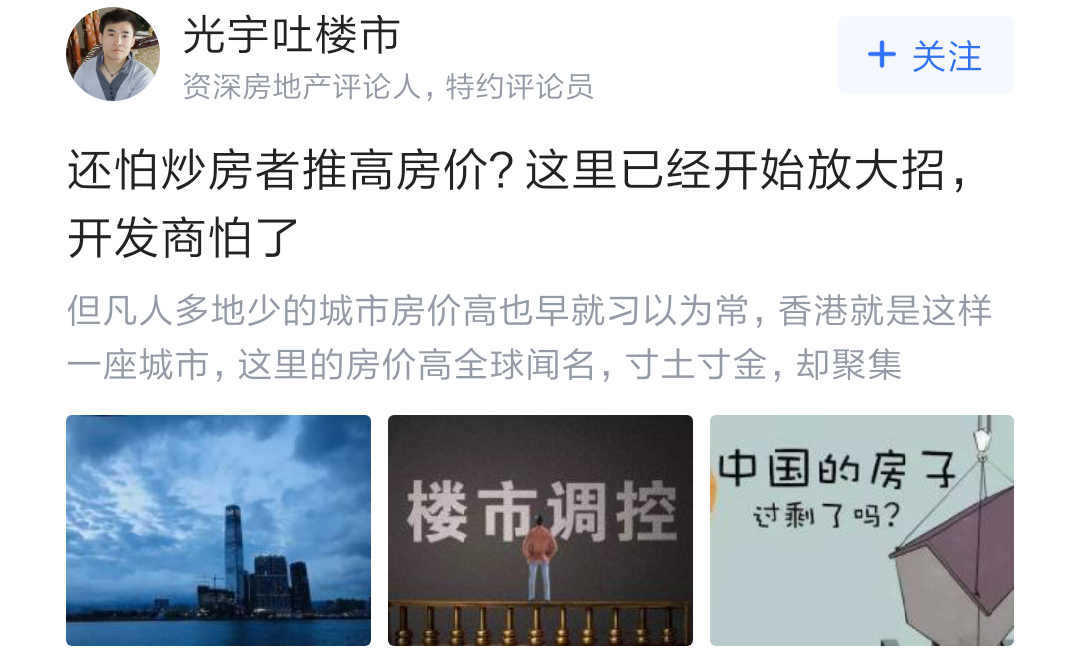 光宇吐楼市
资深房地产评论人，特约评论员
+ 关注
还怕炒房者推高房价？这里已经开始放大招，
开发商怕了
但凡人多地少的城市房价高也早就习以为常，香港就是这样
一座城市，这里的房价高全球闻名，寸土寸金，却聚集
楼市调控
中国的房子
过剩了吗？